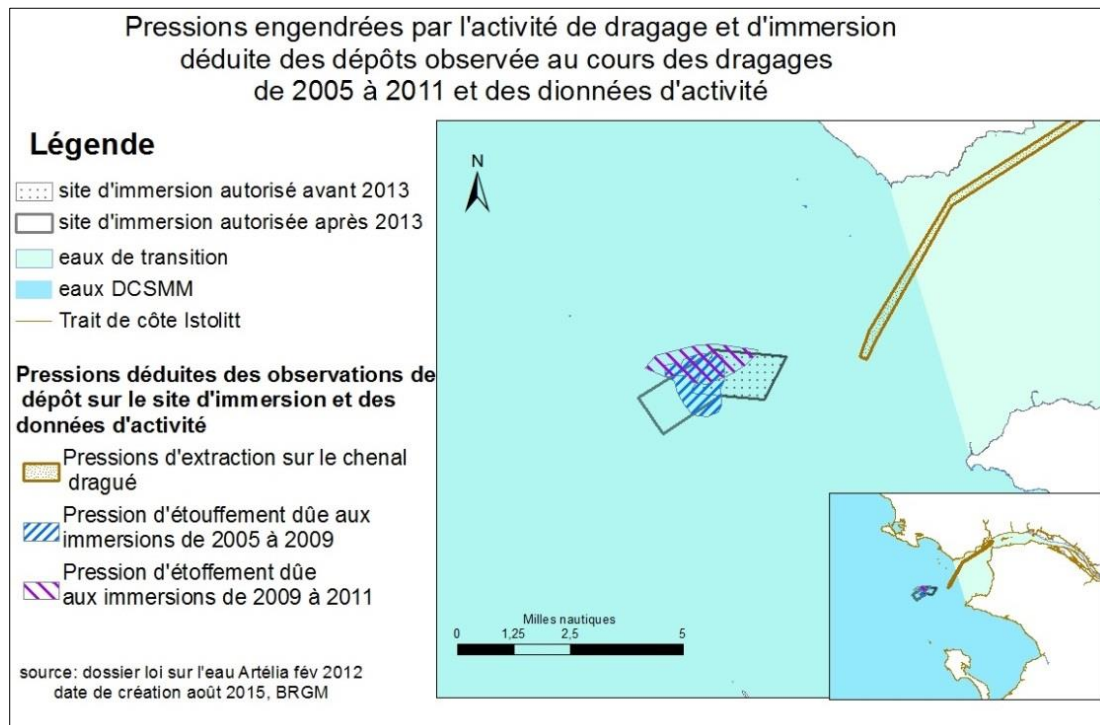 Pressions engendrées par l'activité de dragage et d'immersion
déduite des dépôts observée au cours des dragages
de 2005 à 2011 et des dionnées d'activité
Légende
site d'immersion autorisé avant 2013
site d'immersion autorisée après 2013
eaux de transition
eaux DCSMM
Trait de côte Istolitt
Pressions déduites des observations de
dépôt sur le site d'immersion et des
données d'activité
Pressions d'extraction sur le chenal
dragué
Pression d'étouffement dûe aux
immersions de 2005 à 2009
Pression d'étoffement dûe
aux immersions de 2009 à 2011
source: dossier loi sur l'eau Artélia fév 2012
date de création août 2015, BRGM
N
Milles nautiques
0 1,25 2,5 5